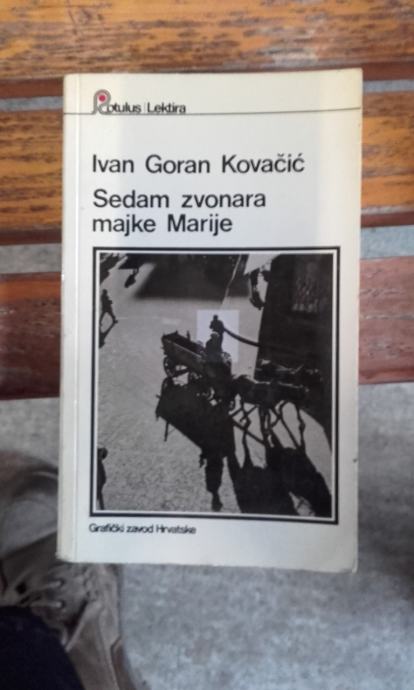 Rotulus | Lektira
Ivan Goran Kovačić
Sedam zvonara
majke Marije
Grafički zavod Hrvatske